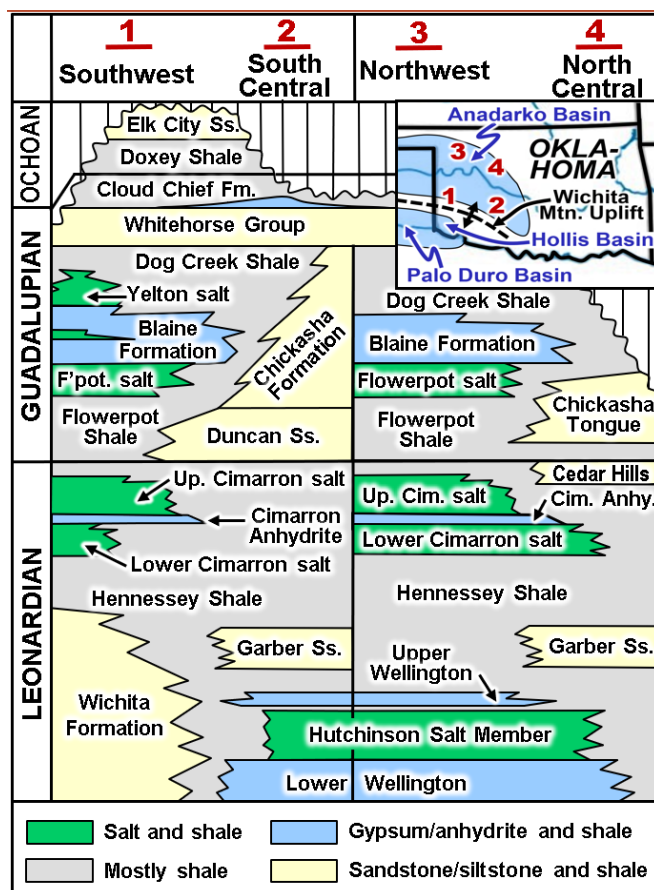 1
Southwest
2
South
Central
3
Northwest
4
North
Central
OCHOAN
Elk City Ss.
Doxey Shale
Cloud Chief Fm.
Anadarko Basin
3
4
OKLA-
HOMA
1
2
Wichita
Mtn. Uplift
Hollis Basin
Palo Duro Basin
GUADALUPIAN
Whitehorse Group
Dog Creek Shale
Yelton salt
Blaine
Formation
F'pot. salt
Flowerpot
Shale
Chickasha
Formation
Duncan Ss.
Dog Creek Shale
Blaine Formation
Flowerpot salt
Flowerpot
Shale
Chickasha
Tongue
LEONARDIAN
Up. Cimarron salt
Cimarron
Anhydrite
Lower Cimarron salt
Hennessey Shale
Garber Ss.
Wichita
Formation
Cedar Hills
Up. Cim. salt
Cim. Anhy.
Lower Cimarron salt
Hennessey Shale
Garber Ss.
Upper
Wellington
Hutchinson Salt Member
Lower Wellington
Salt and shale
Gypsum/anhydrite and shale
Mostly shale
Sandstone/siltstone and shale